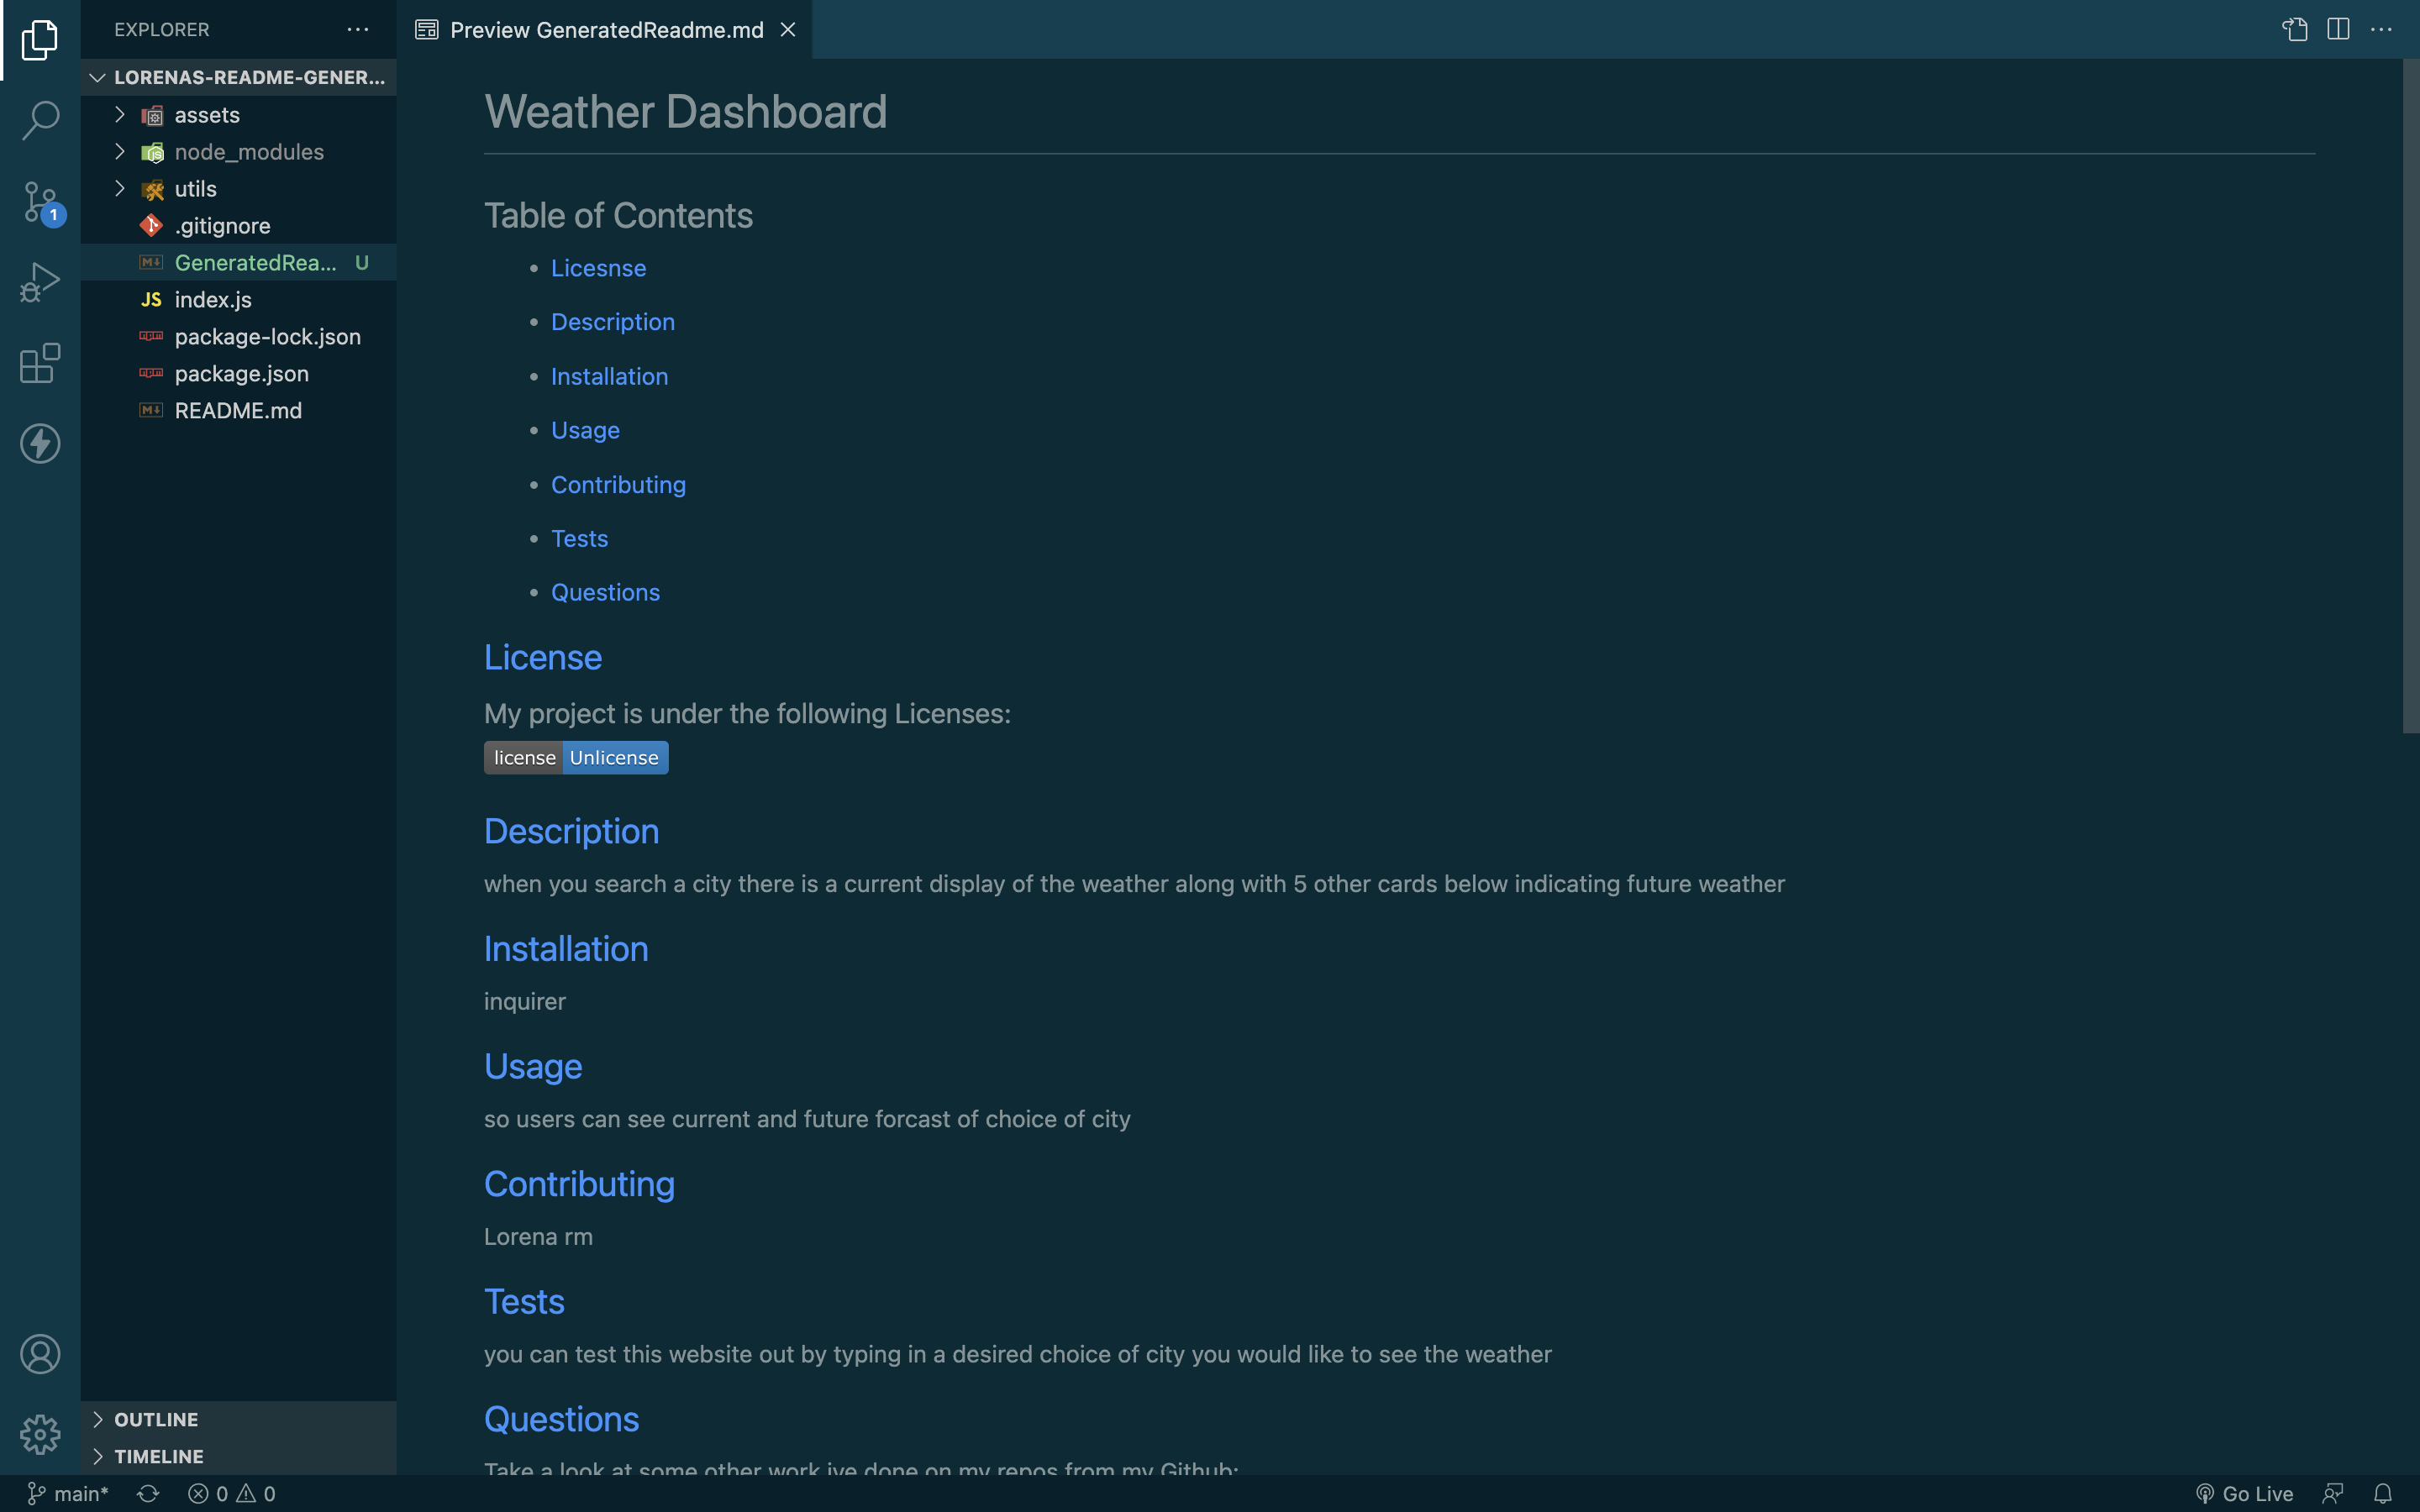 EXPLORER
Preview GeneratedReadme.md
LORENAS-README-GENER...
assets
node_modules
utils
.gitignore
GeneratedRea... U
JS index.js
package-lock.json
package.json
README.md
1
OUTLINE
TIMELINE
Weather Dashboard
Table of Contents
• Licesnse
• Description
• Installation
• Usage
• Contributing
• Tests
• Questions
License
My project is under the following Licenses:
license Unlicense
Description
when you search a city there is a current display of the weather along with 5 other cards below indicating future weather
Installation
inquirer
Usage
so users can see current and future forcast of choice of city
Contributing
Lorena rm
Tests
you can test this website out by typing in a desired choice of city you would like to see the weather
Questions
Take a look at some other work ive done on my repos from my Github:
main* 0 0 Go Live